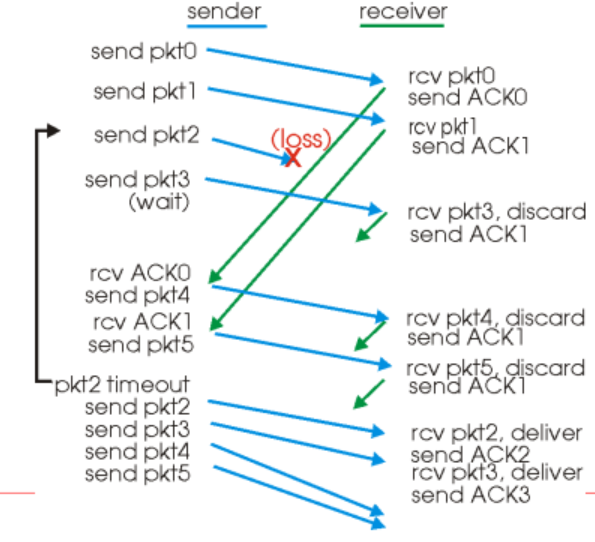 sender
receiver
send pkt0
send pkt1
send pkt2
(loss)
X
send pkt3
(wait)
rcv pkt0
send ACK0
rcv pkt1
send ACK1
rcv pkt3, discard
send ACK1
rcv ACK0
send pkt4
rcv ACK1
send pkt5
rcv pkt4, discard
send ACK1
rcv pkt5, discard
send ACK1
pkt2 timeout
send pkt2
send pkt3
send pkt4
send pkt5
rcv pkt2, deliver
send ACK2
rcv pkt3, deliver
send ACK3